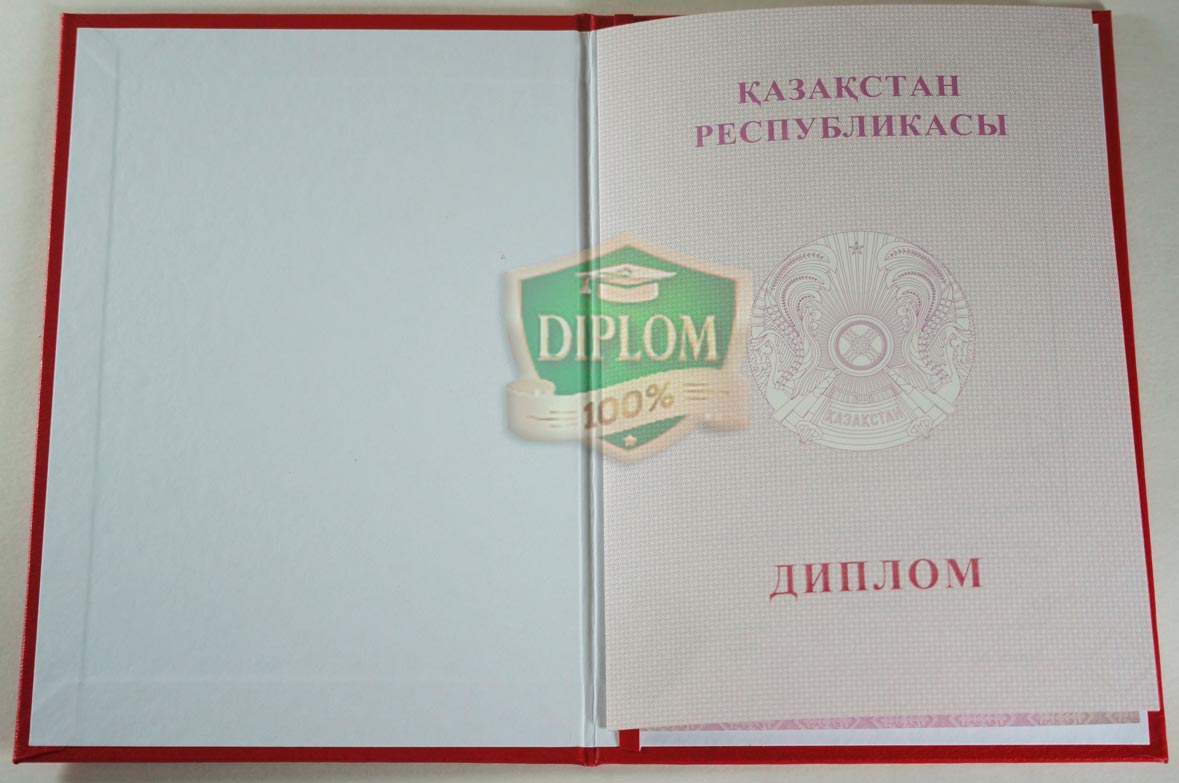 ҚАЗАҚСТАН
РЕСПУБЛИКАСЫ
DIPLOM
100%
ҚАЗАҚСТАН
ДИПЛОМ